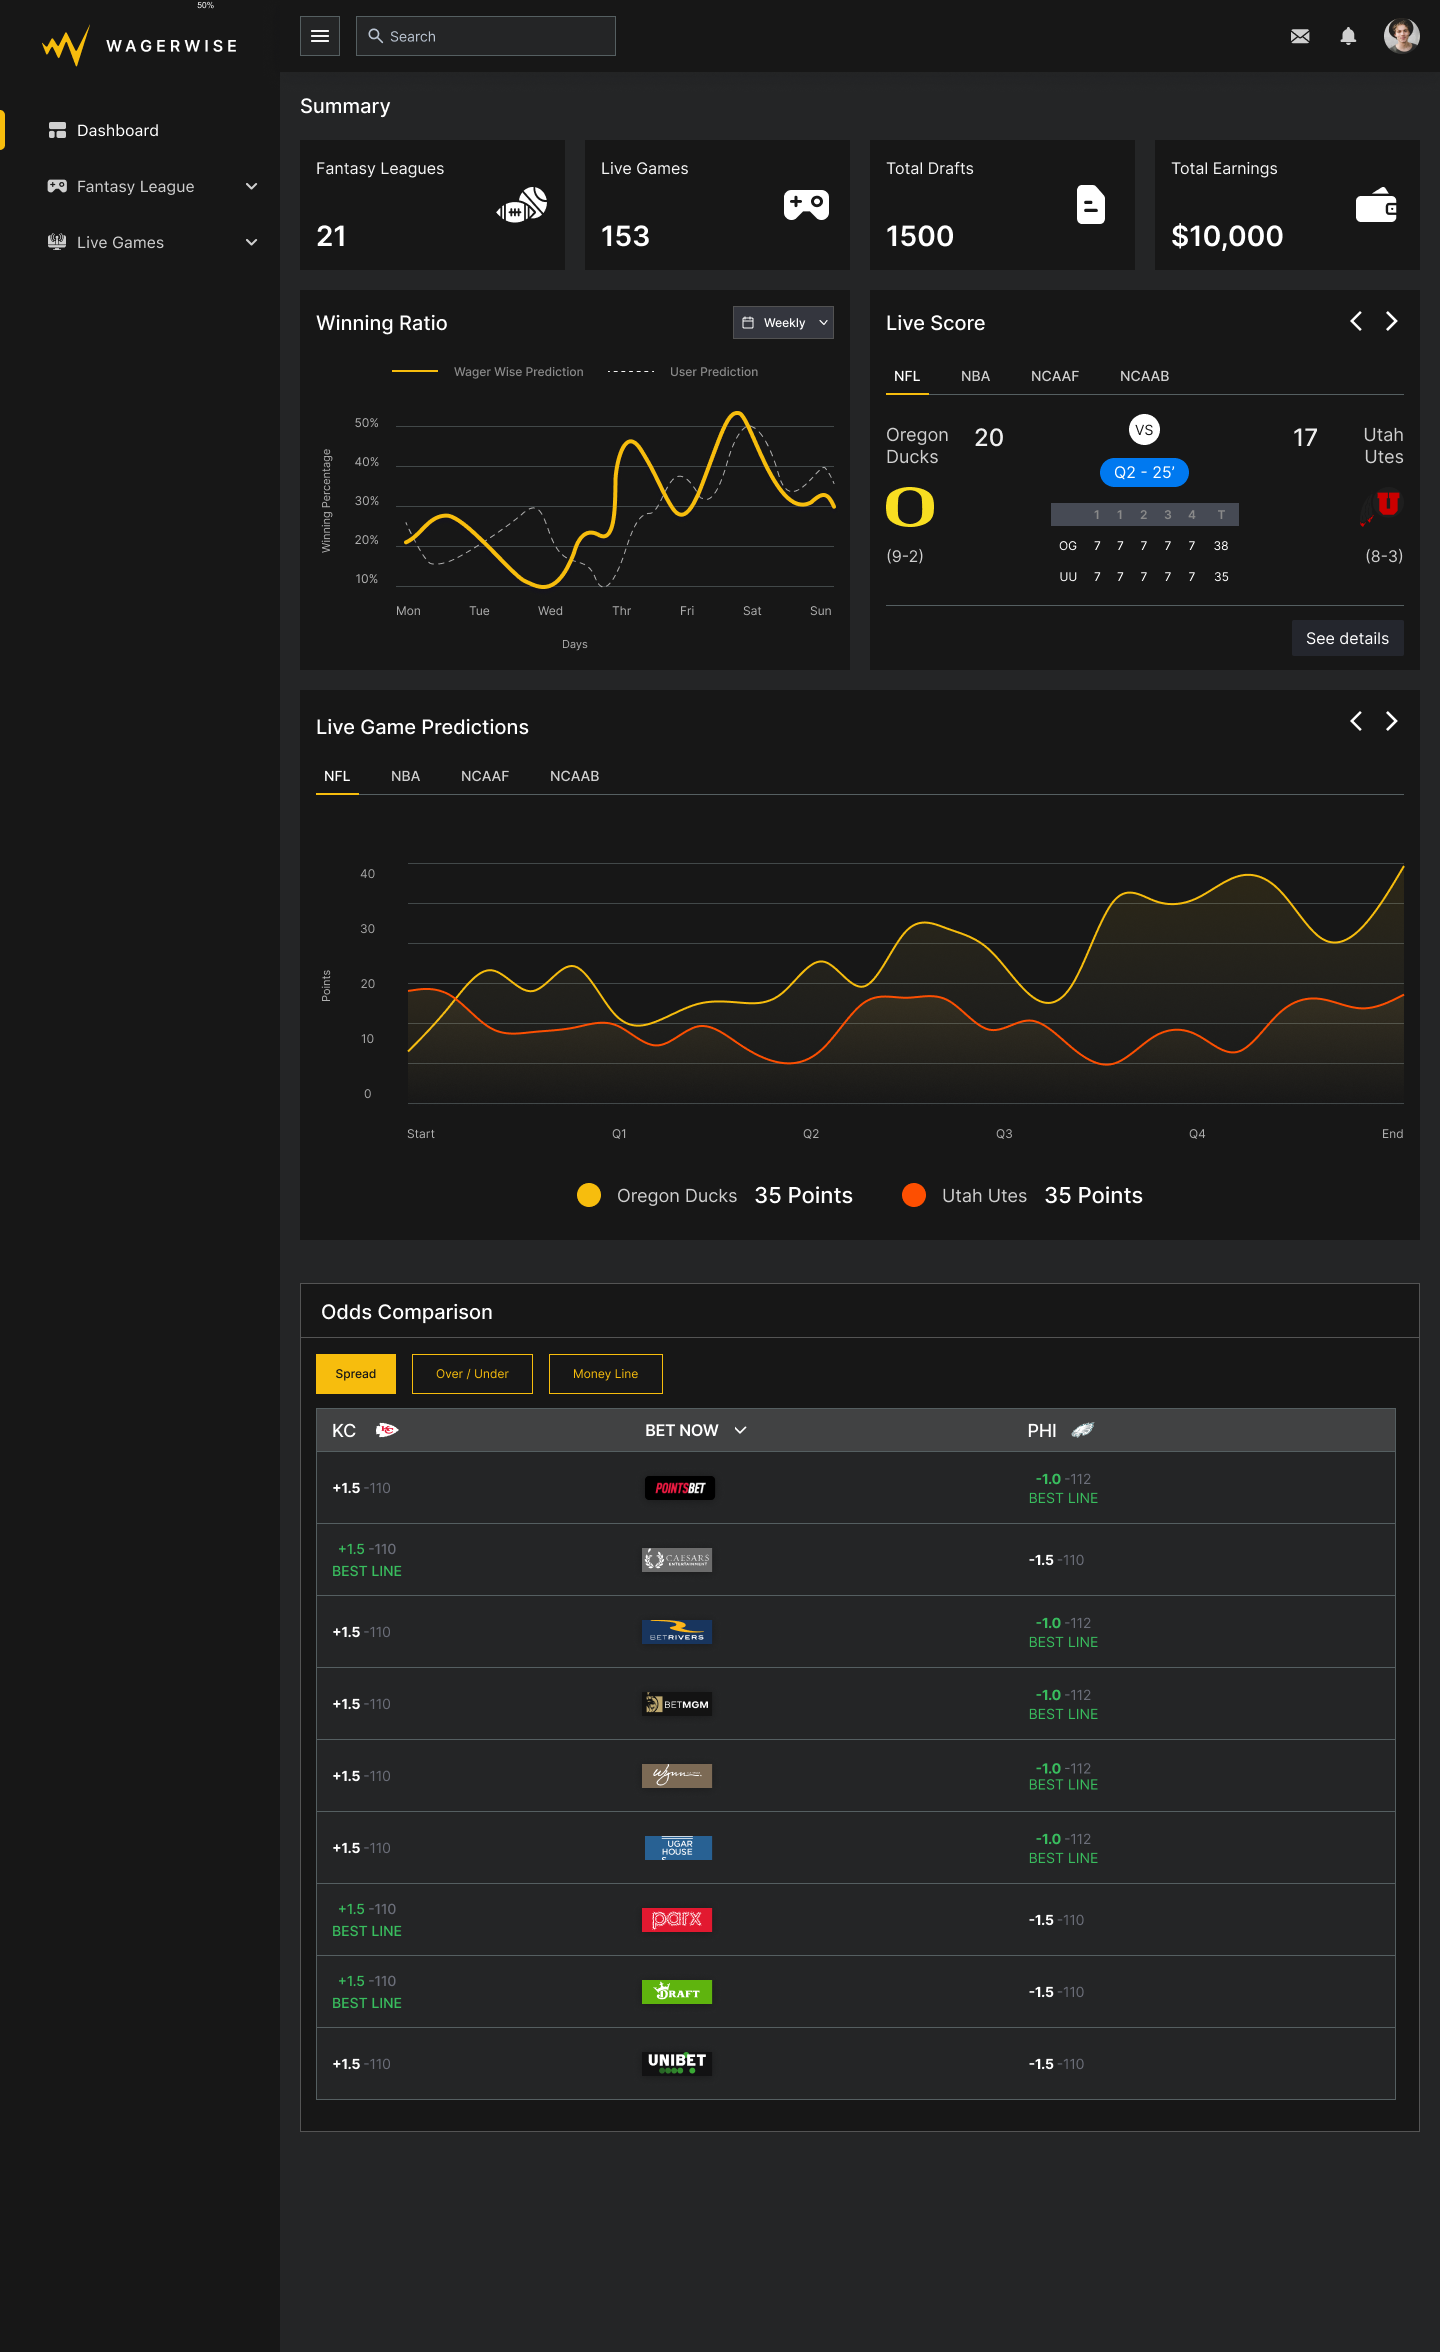 50%
WAGERWISE
Search
Dashboard
Fantasy League
Live Games
Summary
Fantasy Leagues
21
Live Games
153
Total Drafts
1500
Total Earnings
$10,000
Winning Ratio
Weekly
Wager Wise Prediction
User Prediction
Winning Percentage
50%
40%
30%
20%
10%
Mon Tue Wed Thr Fri Sat Sun
Days
Live Score
NFL NBA NCAAF NCAAB
Oregon
Ducks
20
VS
Q2 - 25'
17
Utah
Utes
O
U
(9-2)
(8-3)
1 1 2 3 4 T
OG 7 7 7 7 7 38
UU 7 7 7 7 7 35
See details
Live Game Predictions
NFL NBA NCAAF NCAAB
Points
40
30
20
10
0
Start Q1 Q2 Q3 Q4 End
Oregon Ducks 35 Points
Utah Utes 35 Points
Odds Comparison
Spread
Over / Under
Money Line
KC
KC
BET NOW
PHI
+1.5 -110
POINTSBET
-1.0 -112
BEST LINE
+1.5 -110
BEST LINE
CAESARS
ENTERTAINMENT
-1.5 -110
+1.5 -110
BETRIVERS
-1.0 -112
BEST LINE
+1.5 -110
BETMGM
-1.0 -112
BEST LINE
+1.5 -110
Wynn
-1.0 -112
BEST LINE
+1.5 -110
UGAR
HOUSE
-1.0 -112
BEST LINE
+1.5 -110
BEST LINE
parx
-1.5 -110
+1.5 -110
BEST LINE
DRAFT
-1.5 -110
+1.5 -110
UNIBET
-1.5 -110